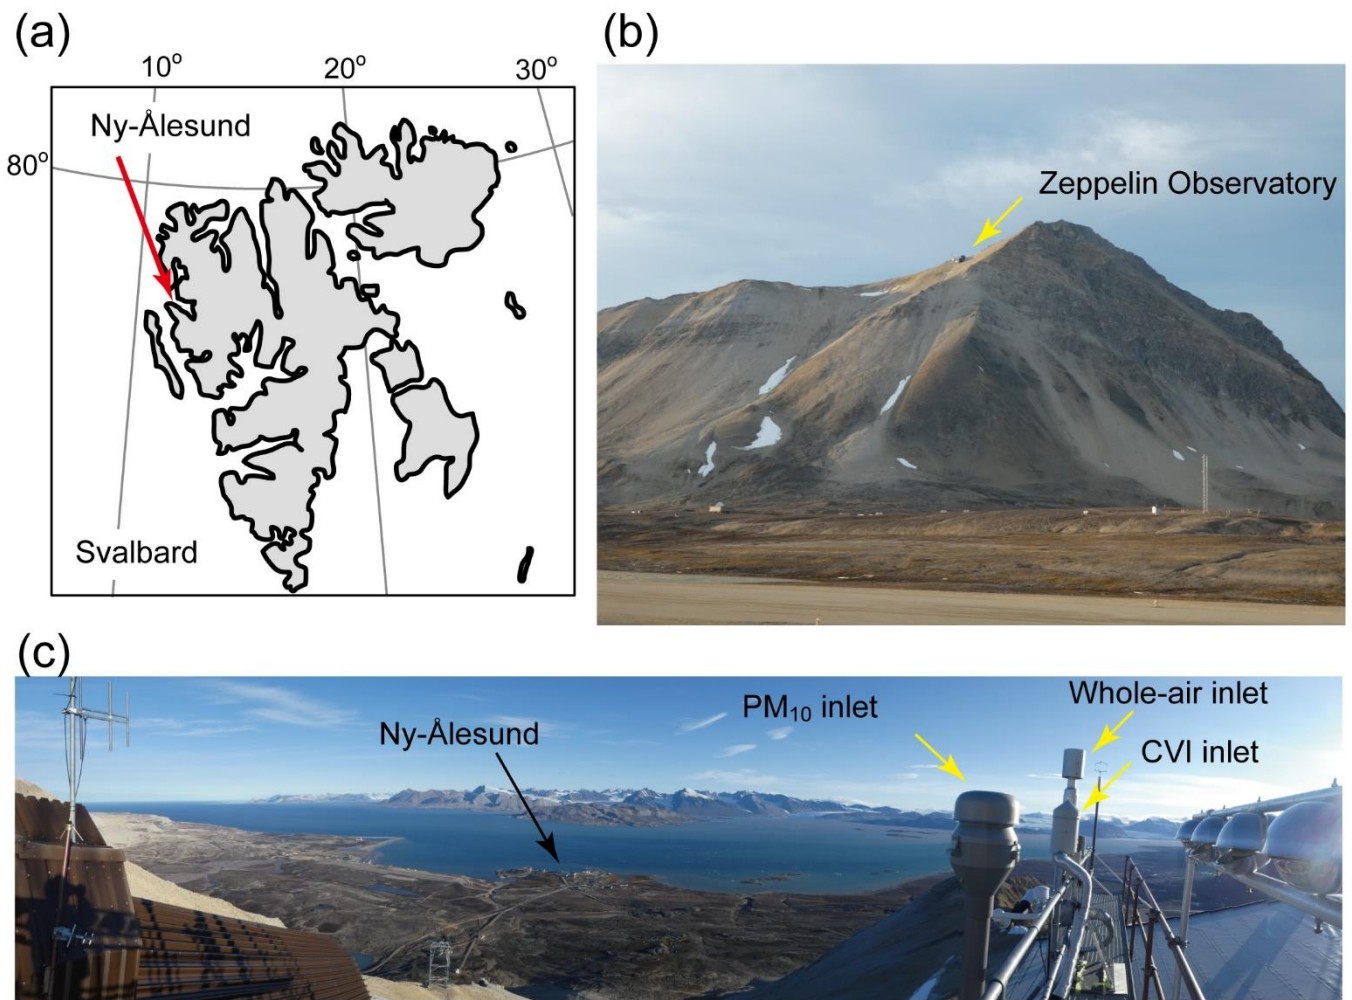 (a)
10° 20° 30°
Ny-Ålesund
80°
Svalbard
(b)
Zeppelin Observatory
(c)
Ny-Ålesund
PM₁₀ inlet
Whole-air inlet
CVI inlet